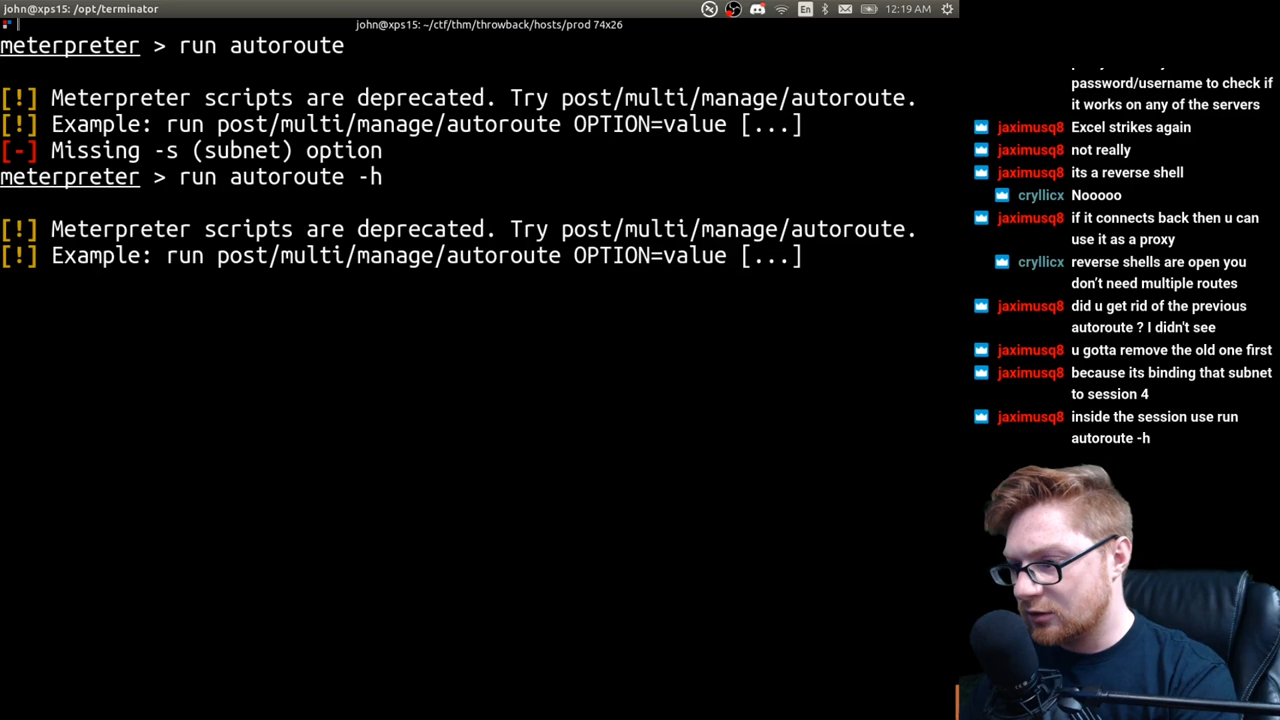 john@xps15: /opt/terminator
En
12:19 AM
john@xps15: ~/ctf/thm/throwback/hosts/prod 74x26
meterpreter > run autoroute
[!] Meterpreter scripts are deprecated. Try post/multi/manage/autoroute.
[!] Example: run post/multi/manage/autoroute OPTION=value [...]
[-] Missing -s (subnet) option
meterpreter > run autoroute -h
[!] Meterpreter scripts are deprecated. Try post/multi/manage/autoroute.
[!] Example: run post/multi/manage/autoroute OPTION=value [...]
password/username to check if
it works on any of the servers
jaximusq8 Excel strikes again
jaximusq8 not really
jaximusq8 its a reverse shell
cryllicx Nooooo
jaximusq8 if it connects back then u can
use it as a proxy
cryllicx reverse shells are open you
don’t need multiple routes
jaximusq8 did u get rid of the previous
autoroute ? I didn't see
jaximusq8 u gotta remove the old one first
jaximusq8 because its binding that subnet
to session 4
jaximusq8 inside the session use run
autoroute -h